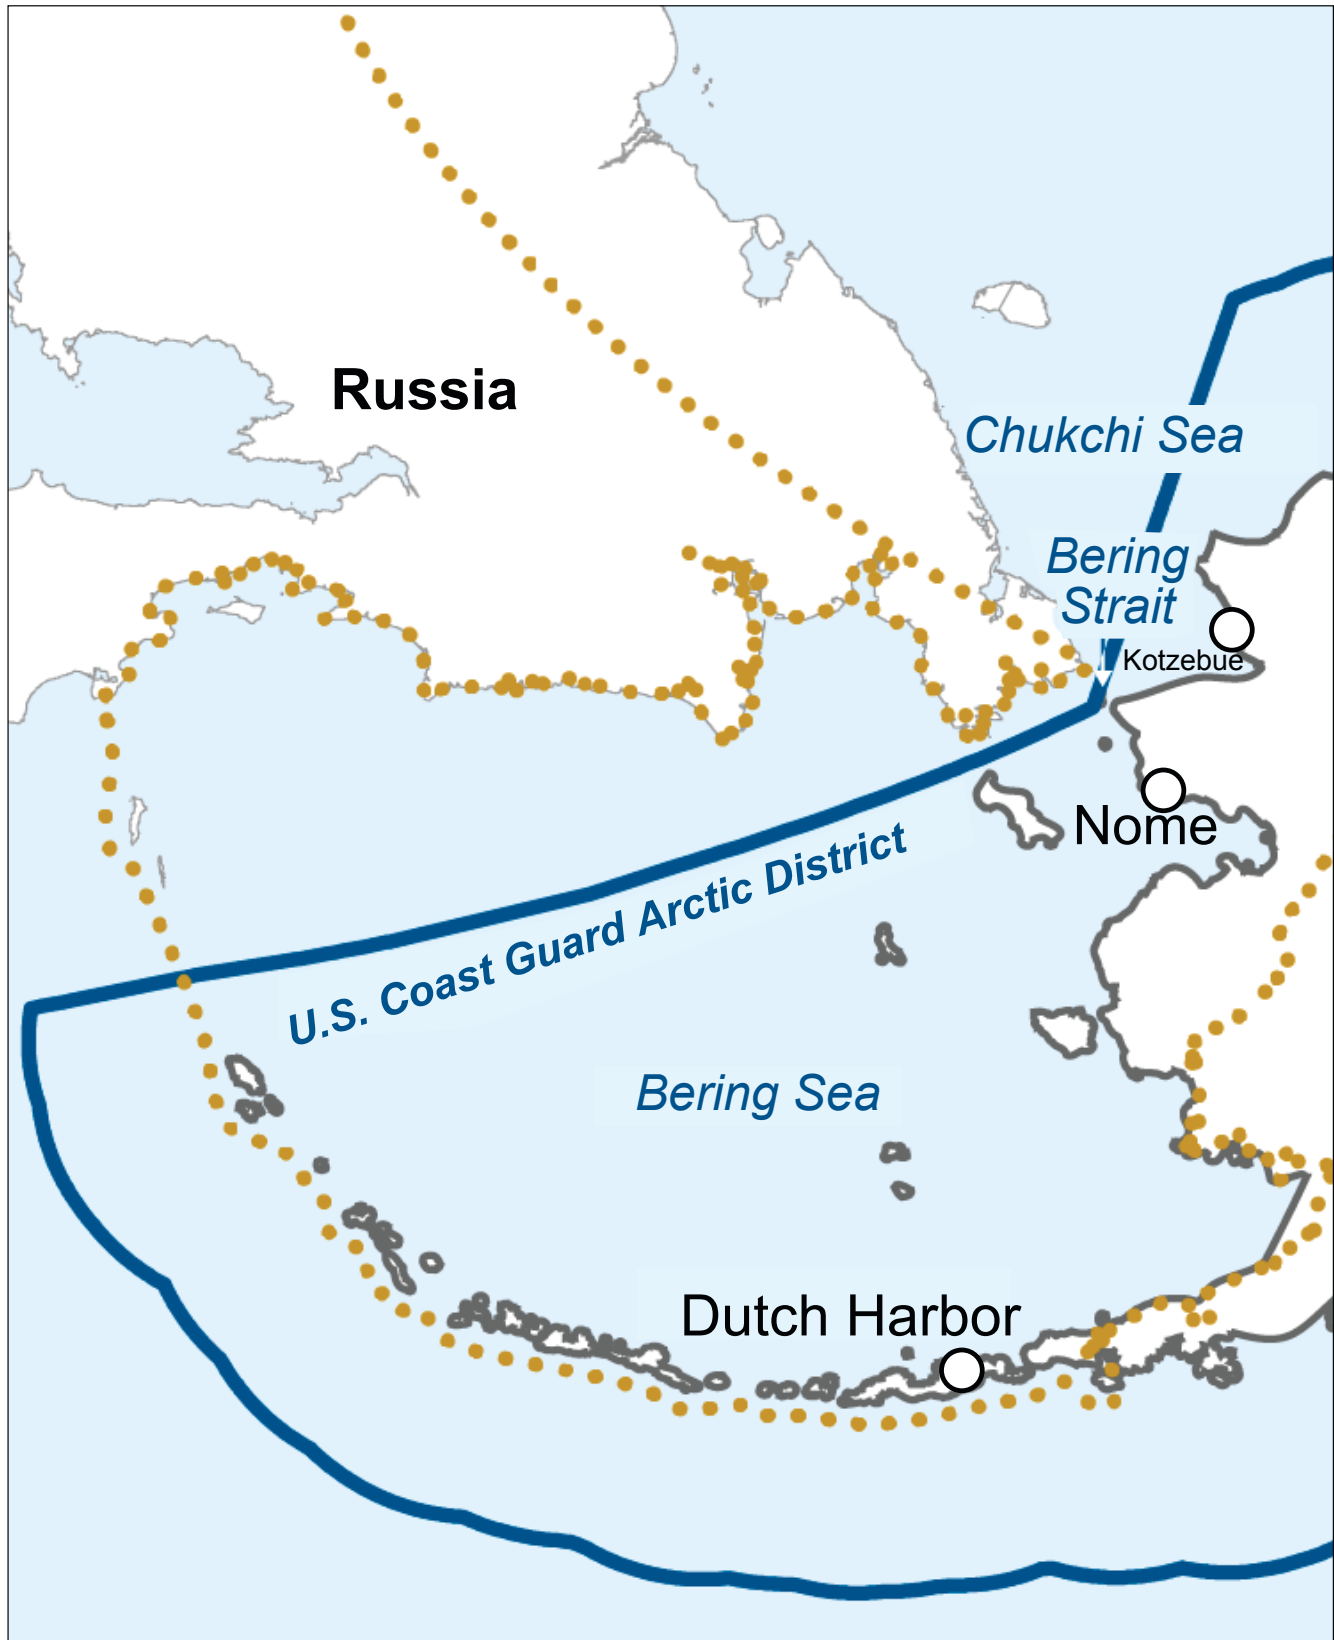 Russia
Chukchi Sea
Bering
Strait
Kotzebue
Nome
U.S. Coast Guard Arctic District
Bering Sea
Dutch Harbor